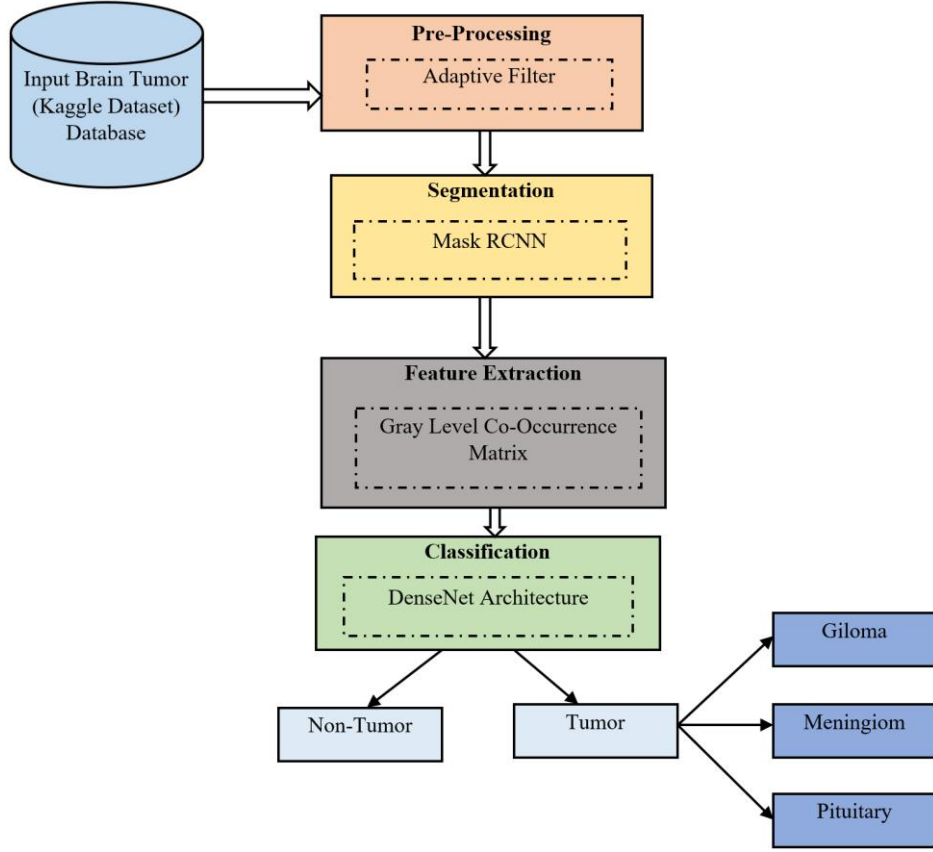 Input Brain Tumor
(Kaggle Dataset)
Database
Pre-Processing
Adaptive Filter
Segmentation
Mask RCNN
Feature Extraction
Gray Level Co-Occurrence
Matrix
Classification
DenseNet Architecture
Non-Tumor
Tumor
Giloma
Meningiom
Pituitary